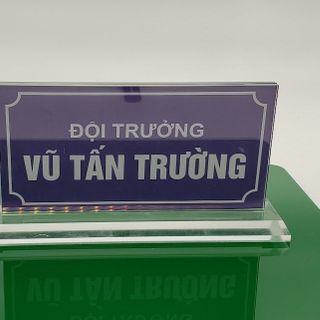 ĐỘI TRƯỞNG
VŨ TẤN TRƯỜNG